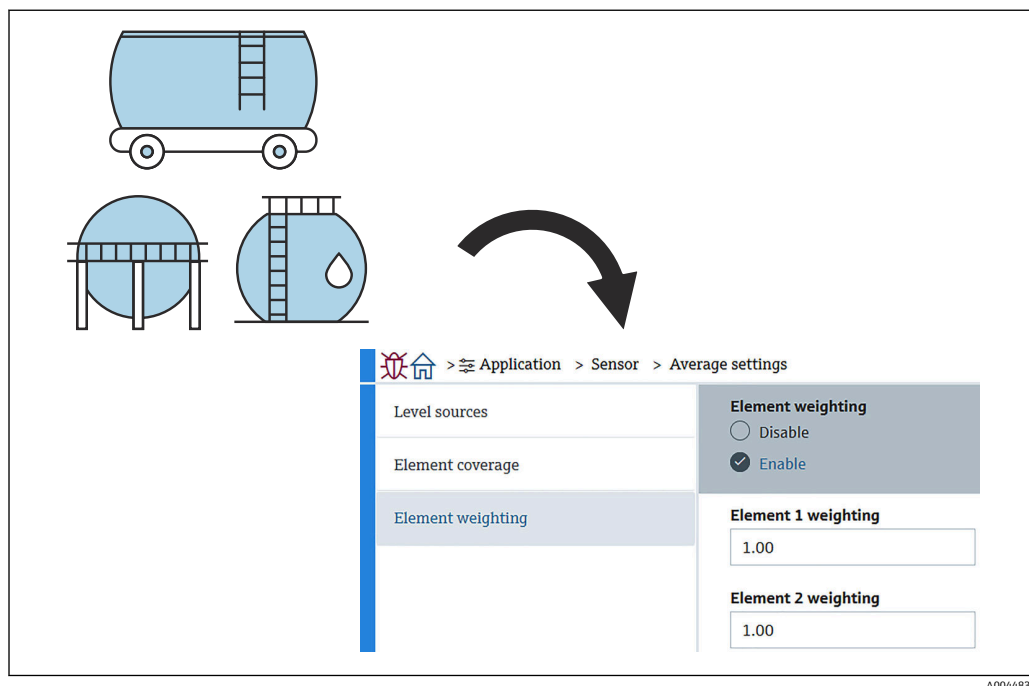 > Application > Sensor > Average settings
Level sources
Element coverage
Element weighting
Element weighting
Disable
Enable
Element 1 weighting
1.00
Element 2 weighting
1.00